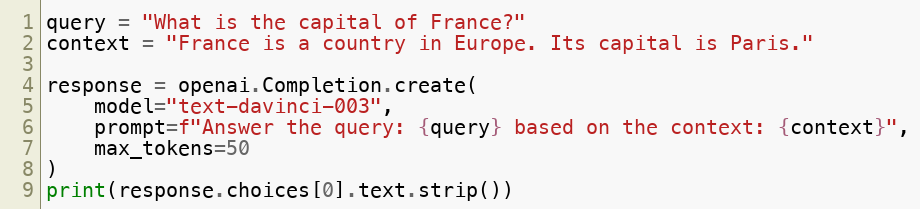 1 query = "What is the capital of France?"
2 context = "France is a country in Europe. Its capital is Paris."
3
4 response = openai.Completion.create(
5     model="text-davinci-003",
6     prompt=f"Answer the query: {query} based on the context: {context}",
7     max_tokens=50
8 )
9 print(response.choices[0].text.strip())